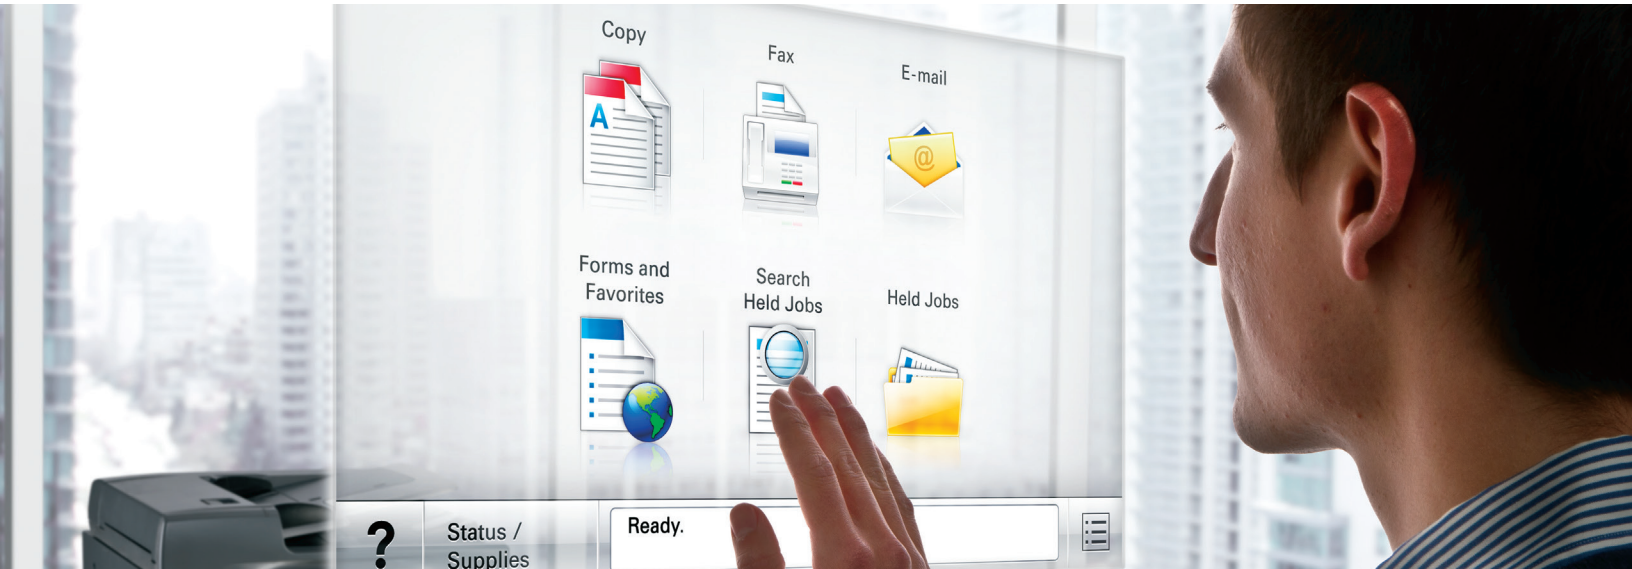 Copy
Fax
E-mail
@
A
Forms and
Favorites
Search
Held Jobs
Held Jobs
?
Status /
Supplies
Ready.